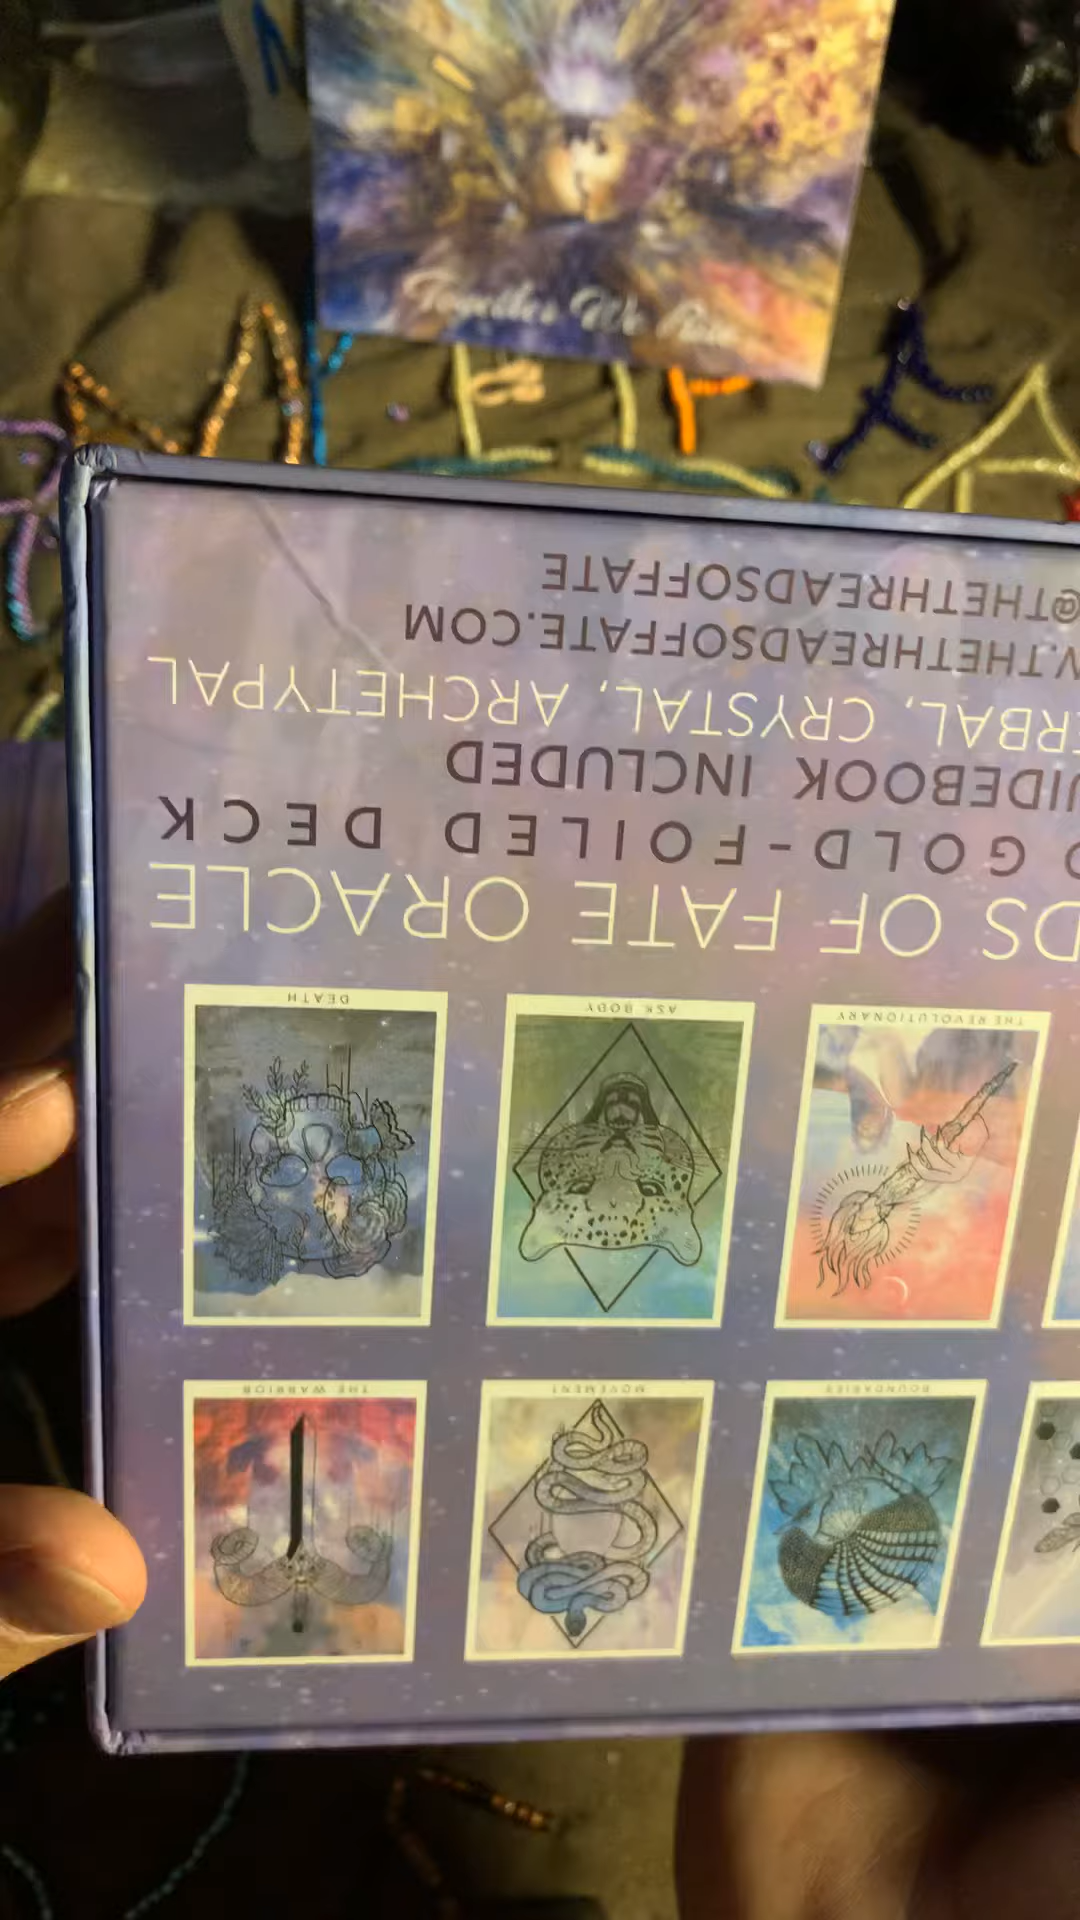 Together We Rise
BOUNDARIES MOVEMENT THE WARRIOR
THE REVOLUTIONARY ASK BODY DEATH
DS OF FATE ORACLE
GOLD-FOILED DECK
UIDEBOOK INCLUDED
ERBAL, CRYSTAL, ARCHETYPAL
.THETHREADSOFFATE.COM
@THETHREADSOFFATE